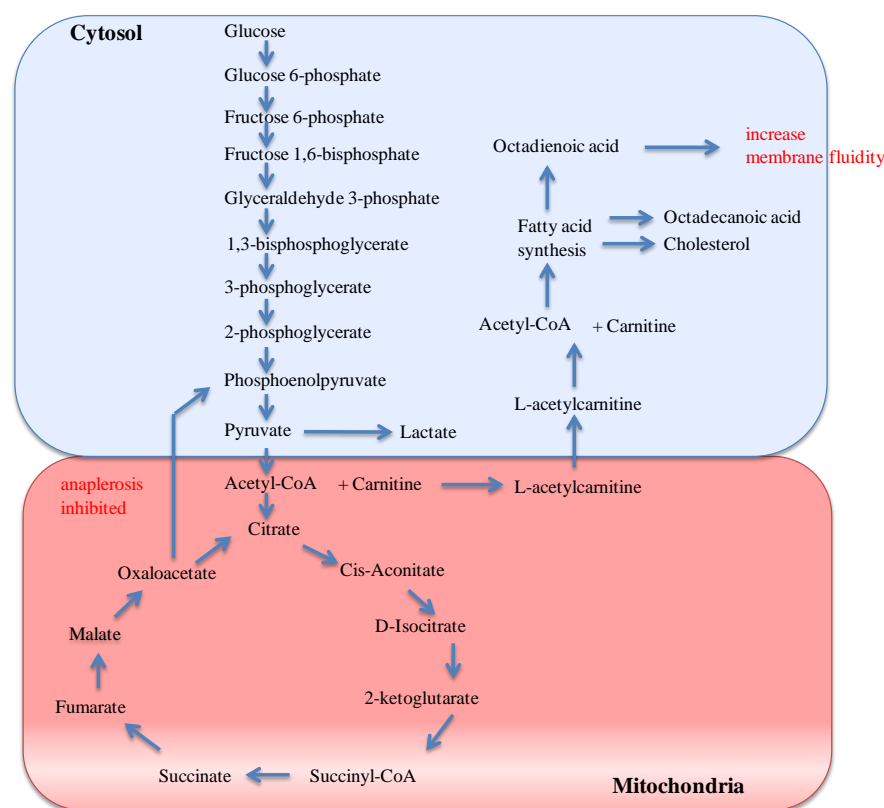 Cytosol
Glucose
Glucose 6-phosphate
Fructose 6-phosphate
Fructose 1,6-bisphosphate
Glyceraldehyde 3-phosphate
1,3-bisphosphoglycerate
3-phosphoglycerate
2-phosphoglycerate
Phosphoenolpyruvate
Pyruvate
Lactate
Octadienoic acid
increase
membrane fluidity
Fatty acid
synthesis
Octadecanoic acid
Cholesterol
Acetyl-CoA + Carnitine
L-acetylcarnitine
anaplerosis
inhibited
Acetyl-CoA + Carnitine
L-acetylcarnitine
Citrate
Cis-Aconitate
D-Isocitrate
2-ketoglutarate
Succinyl-CoA
Succinate
Fumarate
Malate
Oxaloacetate
Mitochondria